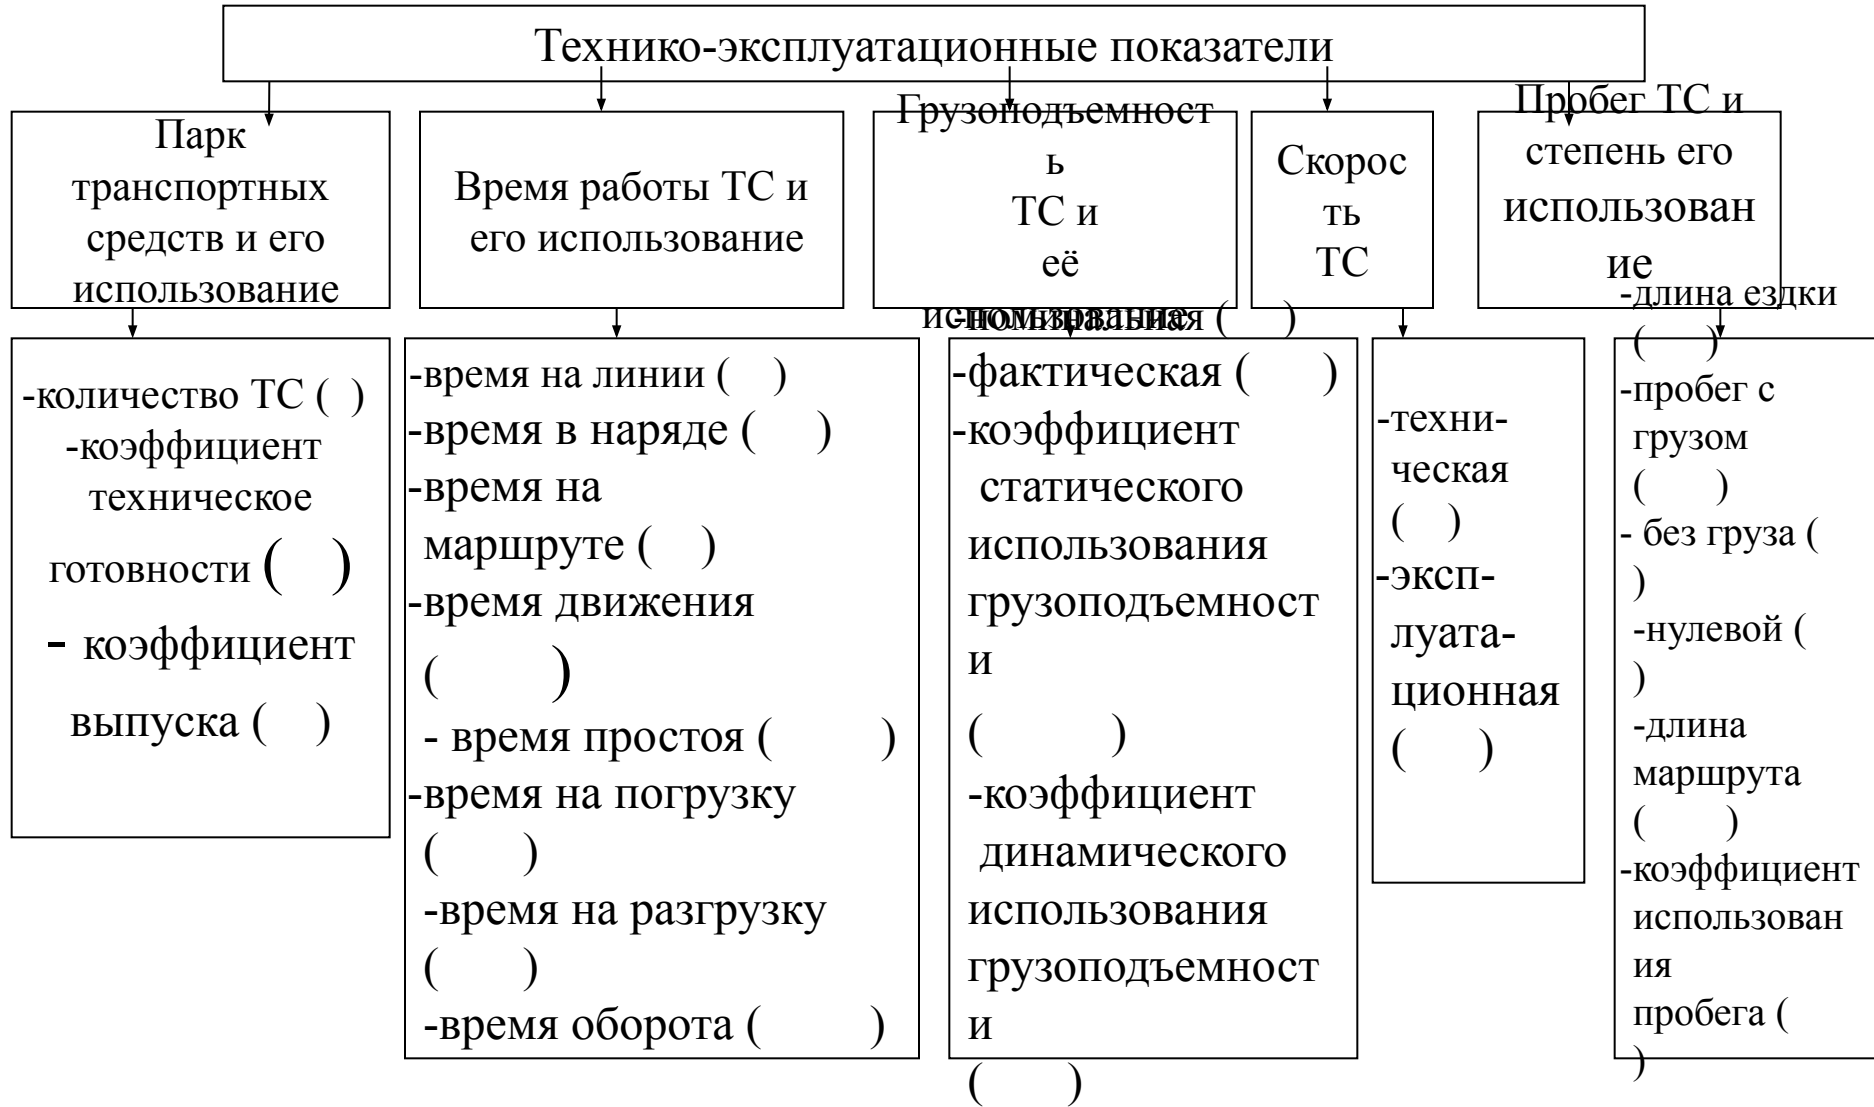 Технико-эксплуатационные показатели
Парк
транспортных
средств и его
использование
Время работы ТС и
его использование
Грузоподъемност
ь
ТС и
её
использование
Скорос
ть
ТС
Пробег ТС и
степень его
использован
ие
-количество ТС ( )
-коэффициент
техническое
готовности ( )
- коэффициент
выпуска ( )
-время на линии ( )
-время в наряде ( )
-время на
маршруте ( )
-время движения
( )
- время простоя ( )
-время на погрузку
( )
-время на разгрузку
( )
-время оборота ( )
-номинальная ( )
-фактическая ( )
-коэффициент
статического
использования
грузоподъемност
и
( )
-коэффициент
динамического
использования
грузоподъемност
и
( )
-техни-
ческая
( )
-эксп-
луата-
ционная
( )
-длина ездки
( )
-пробег с
грузом
( )
- без груза (
)
-нулевой (
)
-длина
маршрута
( )
-коэффициент
использован
ия
пробега (
)